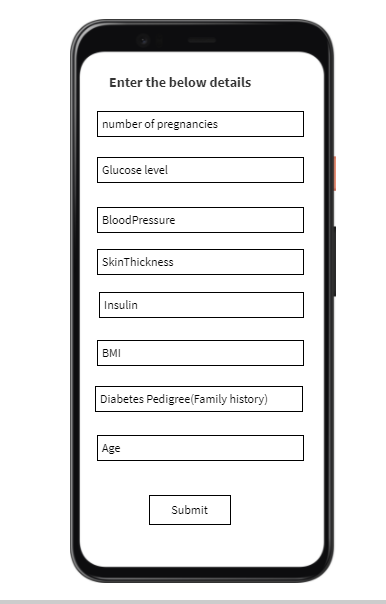 Enter the below details
number of pregnancies
Glucose level
BloodPressure
SkinThickness
Insulin
BMI
Diabetes Pedigree(Family history)
Age
Submit